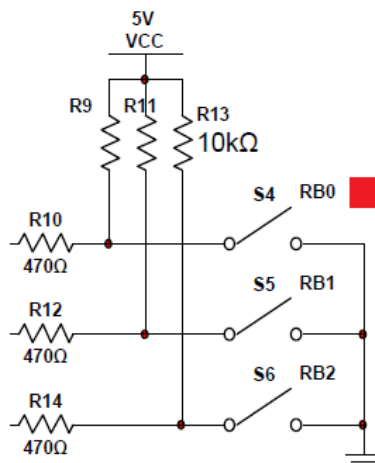 5V
VCC
R9
R11
R13
10kΩ
S4
RB0
R10
470Ω
S5
RB1
R12
470Ω
S6
RB2
R14
470Ω